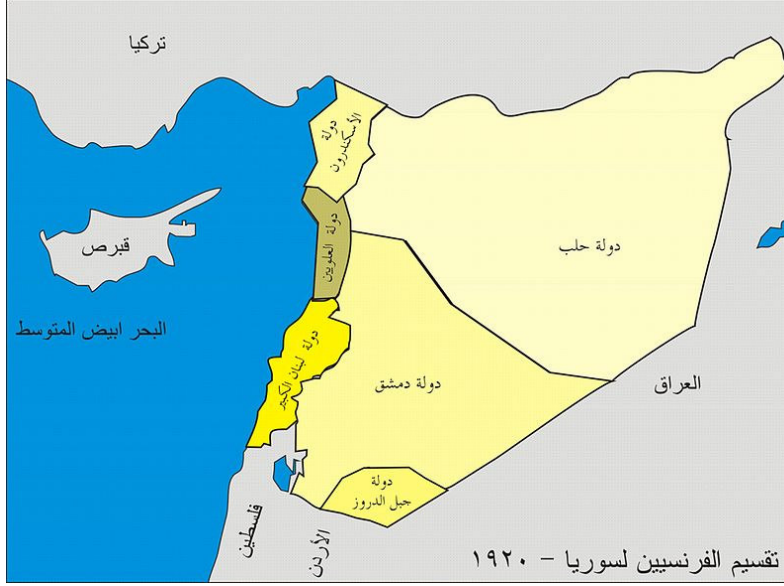 تركيا
دولة
الأسكندرون
قبرص
دولة العلويين
دولة حلب
البحر ابيض المتوسط
دولة لبنان الكبير
دولة دمشق
العراق
دولة
جبل الدروز
فلسطين
الأردن
تقسيم الفرنسيين لسوريا - ١٩٢٠